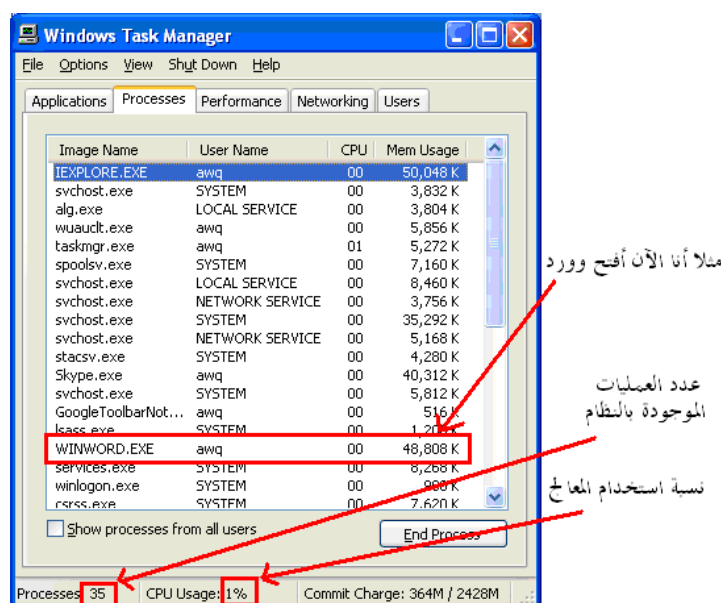 Windows Task Manager
File Options View Shut Down Help
Applications Processes Performance Networking Users
Image Name User Name CPU Mem Usage
IEXPLORE.EXE awq 00 50,048 K
svchost.exe SYSTEM 00 3,832 K
alg.exe LOCAL SERVICE 00 3,804 K
wuauclt.exe awq 00 5,856 K
taskmgr.exe awq 01 5,272 K
spoolsv.exe SYSTEM 00 7,160 K
svchost.exe LOCAL SERVICE 00 8,460 K
svchost.exe NETWORK SERVICE 00 3,756 K
svchost.exe SYSTEM 00 35,292 K
svchost.exe NETWORK SERVICE 00 5,168 K
stacsv.exe SYSTEM 00 4,280 K
Skype.exe awq 00 40,312 K
svchost.exe SYSTEM 00 5,812 K
GoogleToolbarNot... awq 00 516 K
lsass.exe SYSTEM 00 K
WINWORD.EXE awq 00 48,808 K
services.exe SYSTEM 00 8,268 K
winlogon.exe SYSTEM 00 K
csrss.exe SYSTEM 00 7,620 K
Show processes from all users
End Process
Processes: 35 CPU Usage: 1% Commit Charge: 364M / 2428M
مثلا أنا الآن أفتح وورد
عدد العمليات
الموجودة بالنظام
نسبة استخدام المعالج